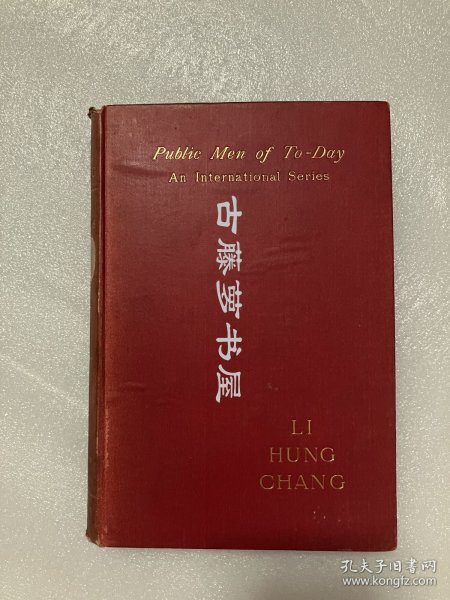 Public Men of To-Day
An International Series
古藤萝书屋
LI
HUNG
CHANG
孔夫子旧书网
www.kongfz.com